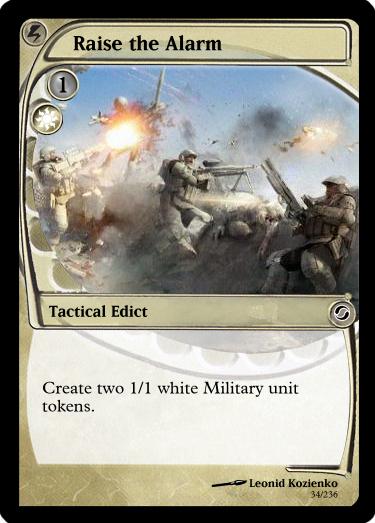 Raise the Alarm
1
Tactical Edict
Create two 1/1 white Military unit
tokens.
Leonid Kozienko
34/236